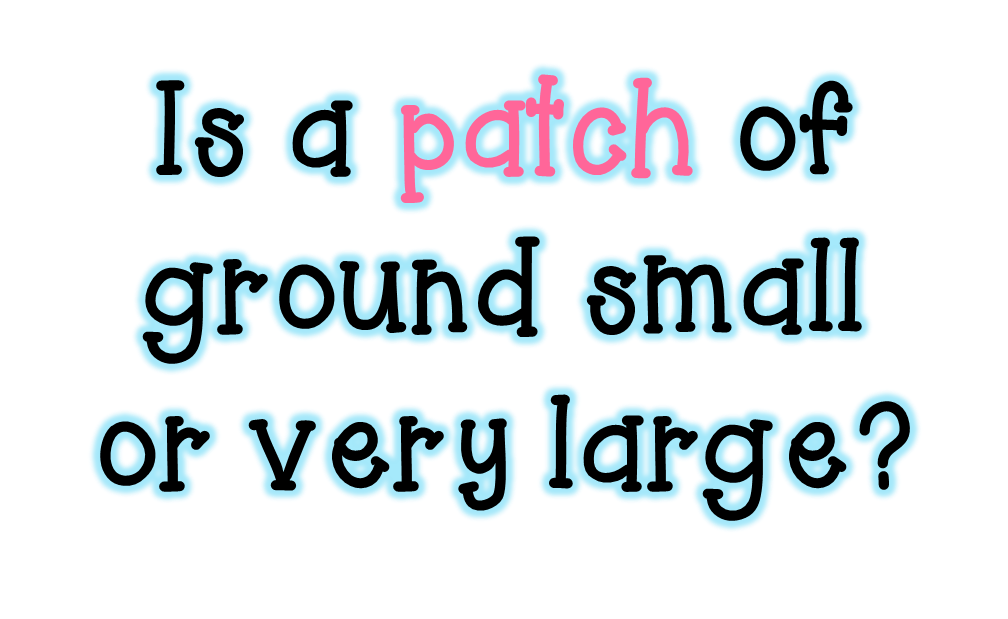 Is a patch of
ground small
or very large?